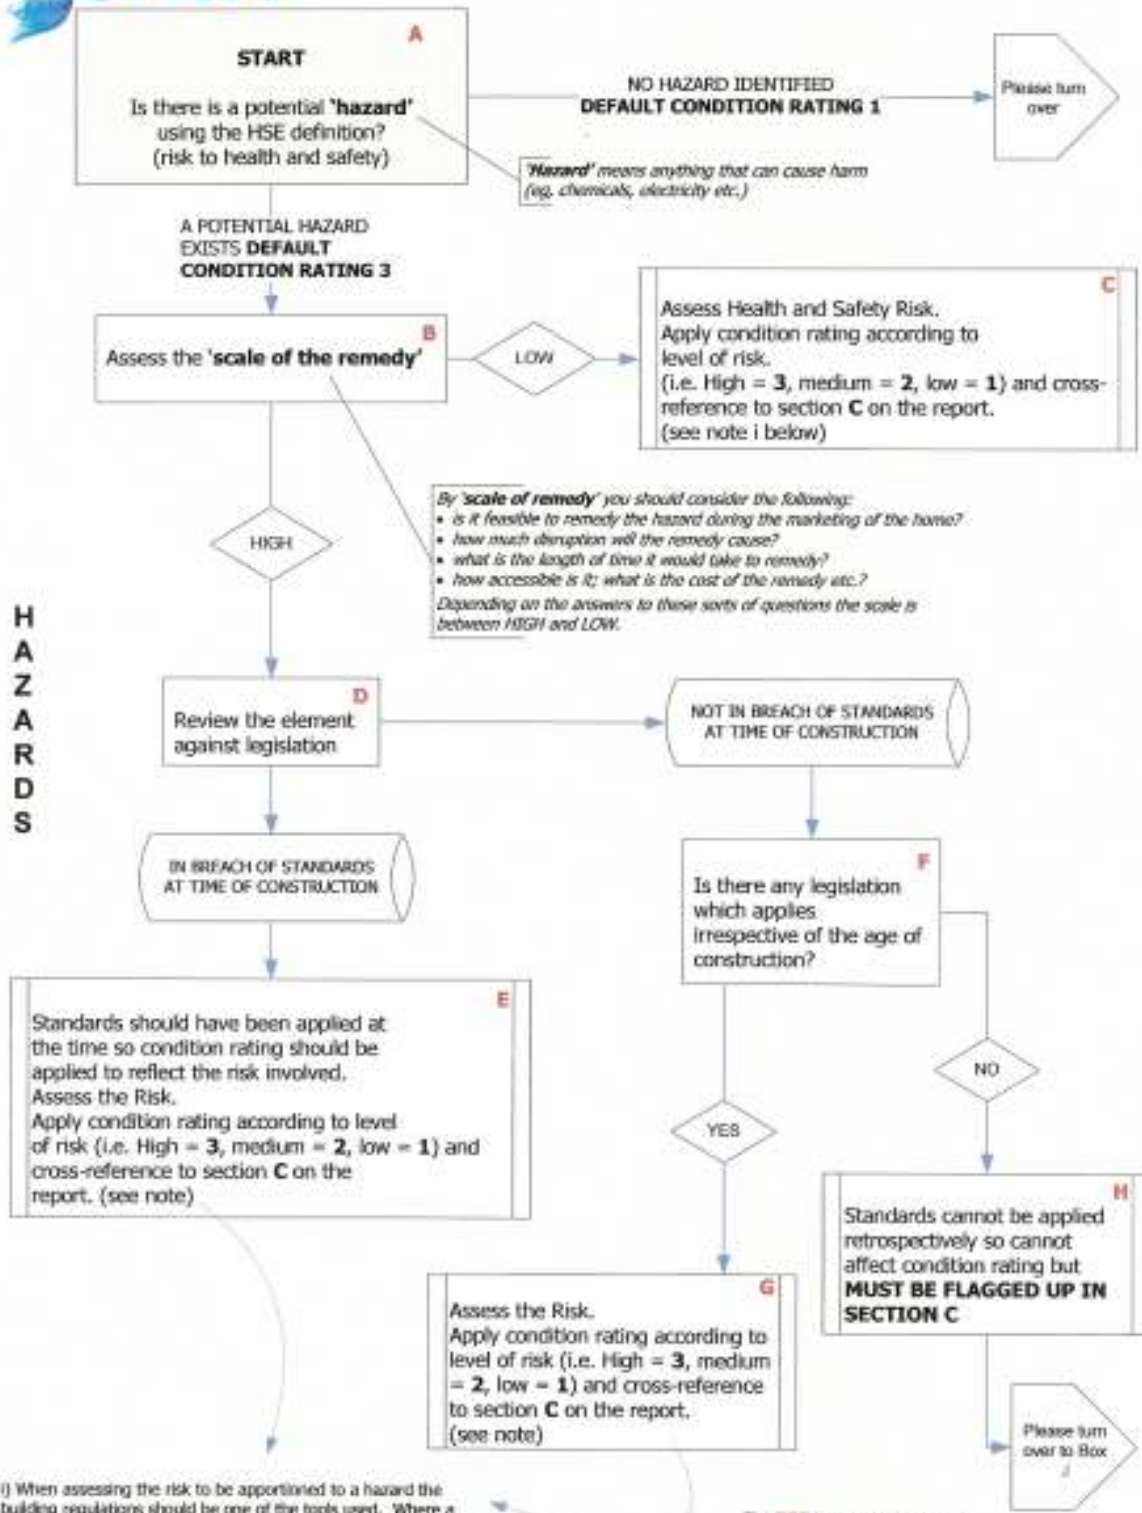 A
START
Is there is a potential 'hazard'
using the HSE definition?
(risk to health and safety)
NO HAZARD IDENTIFIED
DEFAULT CONDITION RATING 1
Please turn
over
'Hazard' means anything that can cause harm
(eg. chemicals, electricity etc.)
A POTENTIAL HAZARD
EXISTS DEFAULT
CONDITION RATING 3
B
Assess the 'scale of the remedy'
LOW
C
Assess Health and Safety Risk.
Apply condition rating according to
level of risk.
(i.e. High = 3, medium = 2, low = 1) and cross-
reference to section C on the report.
(see note i below)
HIGH
By 'scale of remedy' you should consider the following:
• is it feasible to remedy the hazard during the marketing of the home?
• how much disruption will the remedy cause?
• what is the length of time it would take to remedy?
• how accessible is it; what is the cost of the remedy etc.?
Depending on the answers to these sorts of questions the scale is
between HIGH and LOW.
H
A
Z
A
R
D
S
D
Review the element
against legislation
NOT IN BREACH OF STANDARDS
AT TIME OF CONSTRUCTION
IN BREACH OF STANDARDS
AT TIME OF CONSTRUCTION
F
Is there any legislation
which applies
irrespective of the age of
construction?
E
Standards should have been applied at
the time so condition rating should be
applied to reflect the risk involved.
Assess the Risk.
Apply condition rating according to level
of risk (i.e. High = 3, medium = 2, low = 1) and
cross-reference to section C on the
report. (see note)
NO
YES
H
Standards cannot be applied
retrospectively so cannot
affect condition rating but
MUST BE FLAGGED UP IN
SECTION C
G
Assess the Risk.
Apply condition rating according to
level of risk (i.e. High = 3, medium
= 2, low = 1) and cross-reference
to section C on the report.
(see note)
Please turn
over to Box
i) When assessing the risk to be apportioned to a hazard the
building regulations should be one of the tools used. Where a